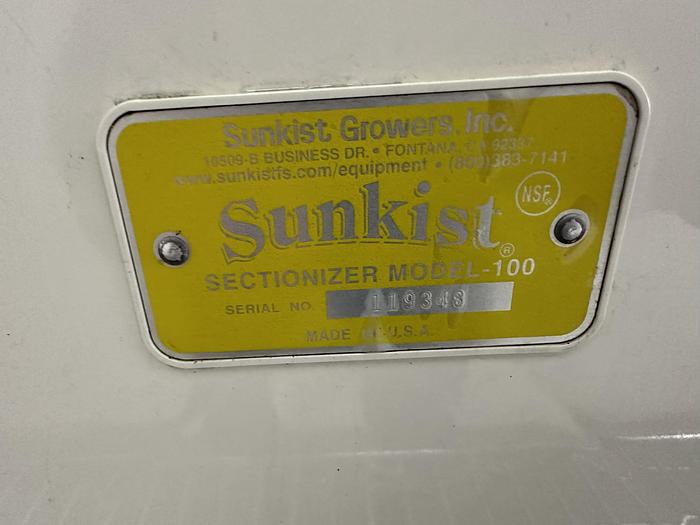 Sunkist Growers, Inc.
10509-B BUSINESS DR. • FONTANA, CA 92337
www.sunkistfs.com/equipment • (800)383-7141
NSF®
Sunkist®
SECTIONIZER MODEL-100
SERIAL NO. 119348
MADE IN U.S.A.